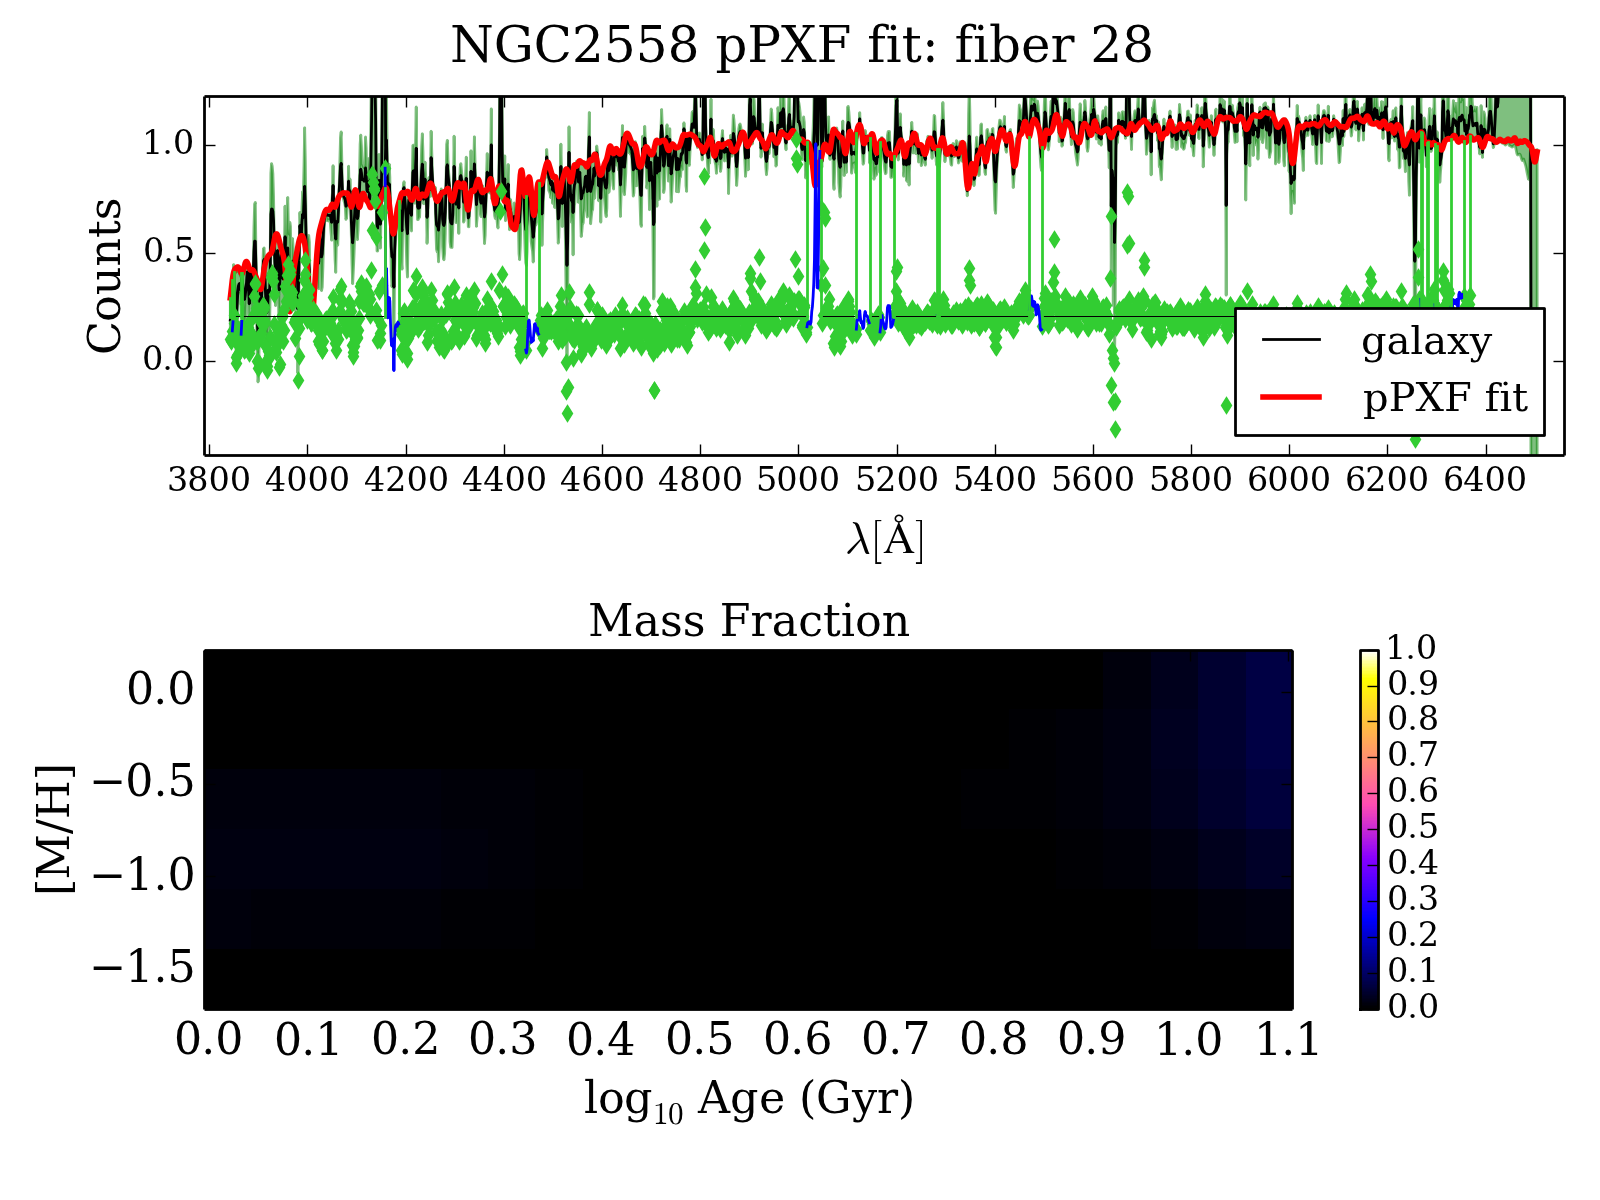 NGC2558 pPXF fit: fiber 28
Counts
1.0
0.5
0.0
galaxy
pPXF fit
3800 4000 4200 4400 4600 4800 5000 5200 5400 5600 5800 6000 6200 6400
λ[Å]
Mass Fraction
[M/H]
0.0
−0.5
−1.0
−1.5
0.0 0.1 0.2 0.3 0.4 0.5 0.6 0.7 0.8 0.9 1.0 1.1
log₁₀ Age (Gyr)
1.0
0.9
0.8
0.7
0.6
0.5
0.4
0.3
0.2
0.1
0.0